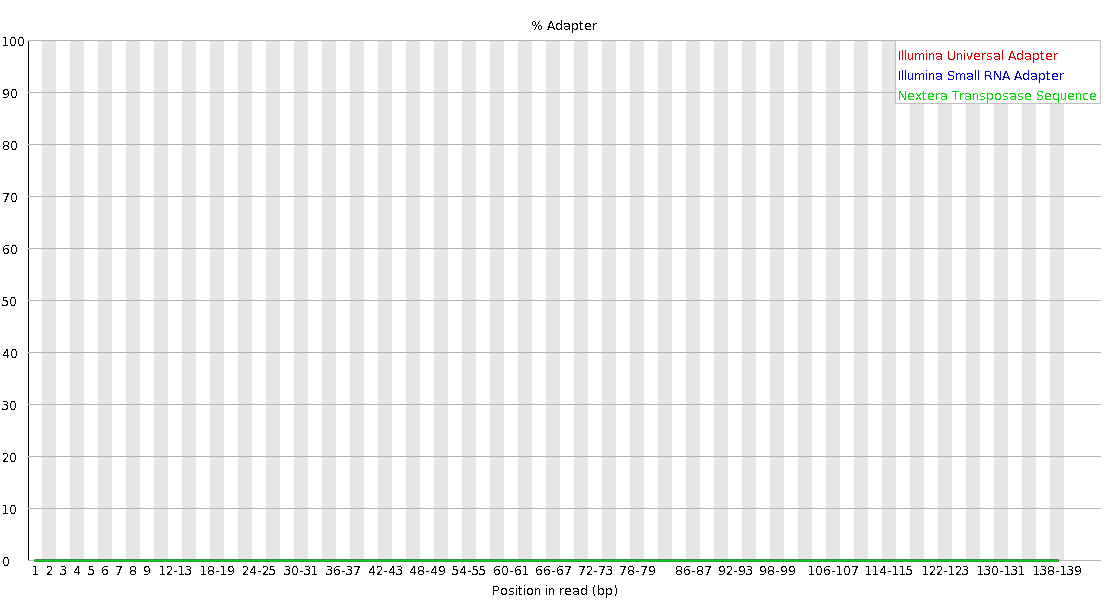 % Adapter
Illumina Universal Adapter
Illumina Small RNA Adapter
Nextera Transposase Sequence
100
90
80
70
60
50
40
30
20
10
0
1 2 3 4 5 6 7 8 9 12-13 18-19 24-25 30-31 36-37 42-43 48-49 54-55 60-61 66-67 72-73 78-79 86-87 92-93 98-99 106-107 114-115 122-123 130-131 138-139
Position in read (bp)